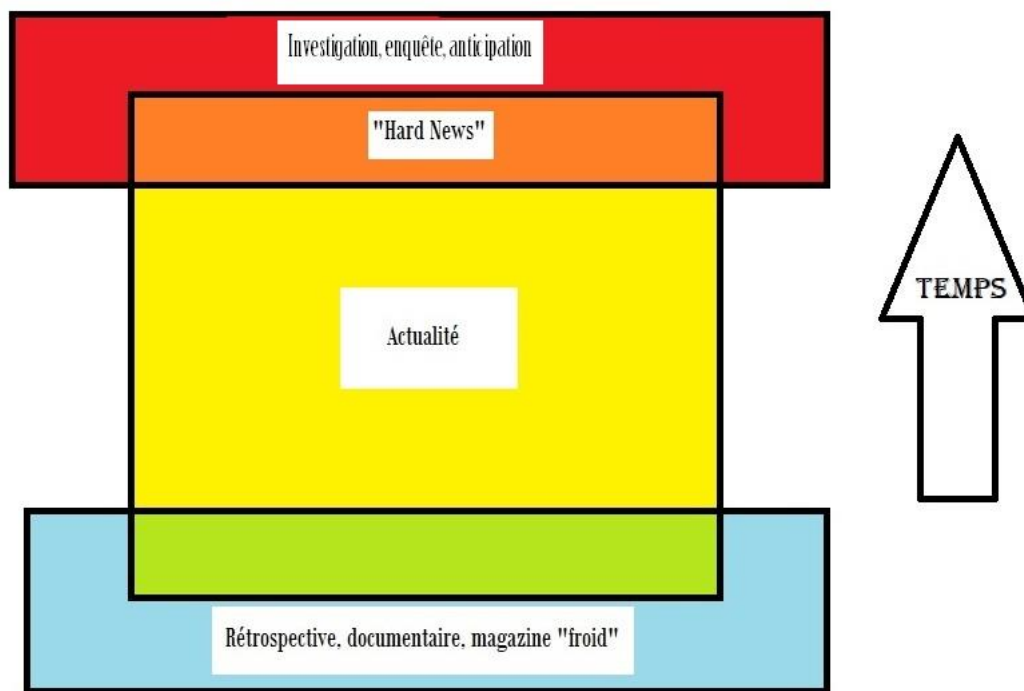 Investigation, enquête, anticipation
"Hard News"
TEMPS
Actualité
Rétrospective, documentaire, magazine "froid"